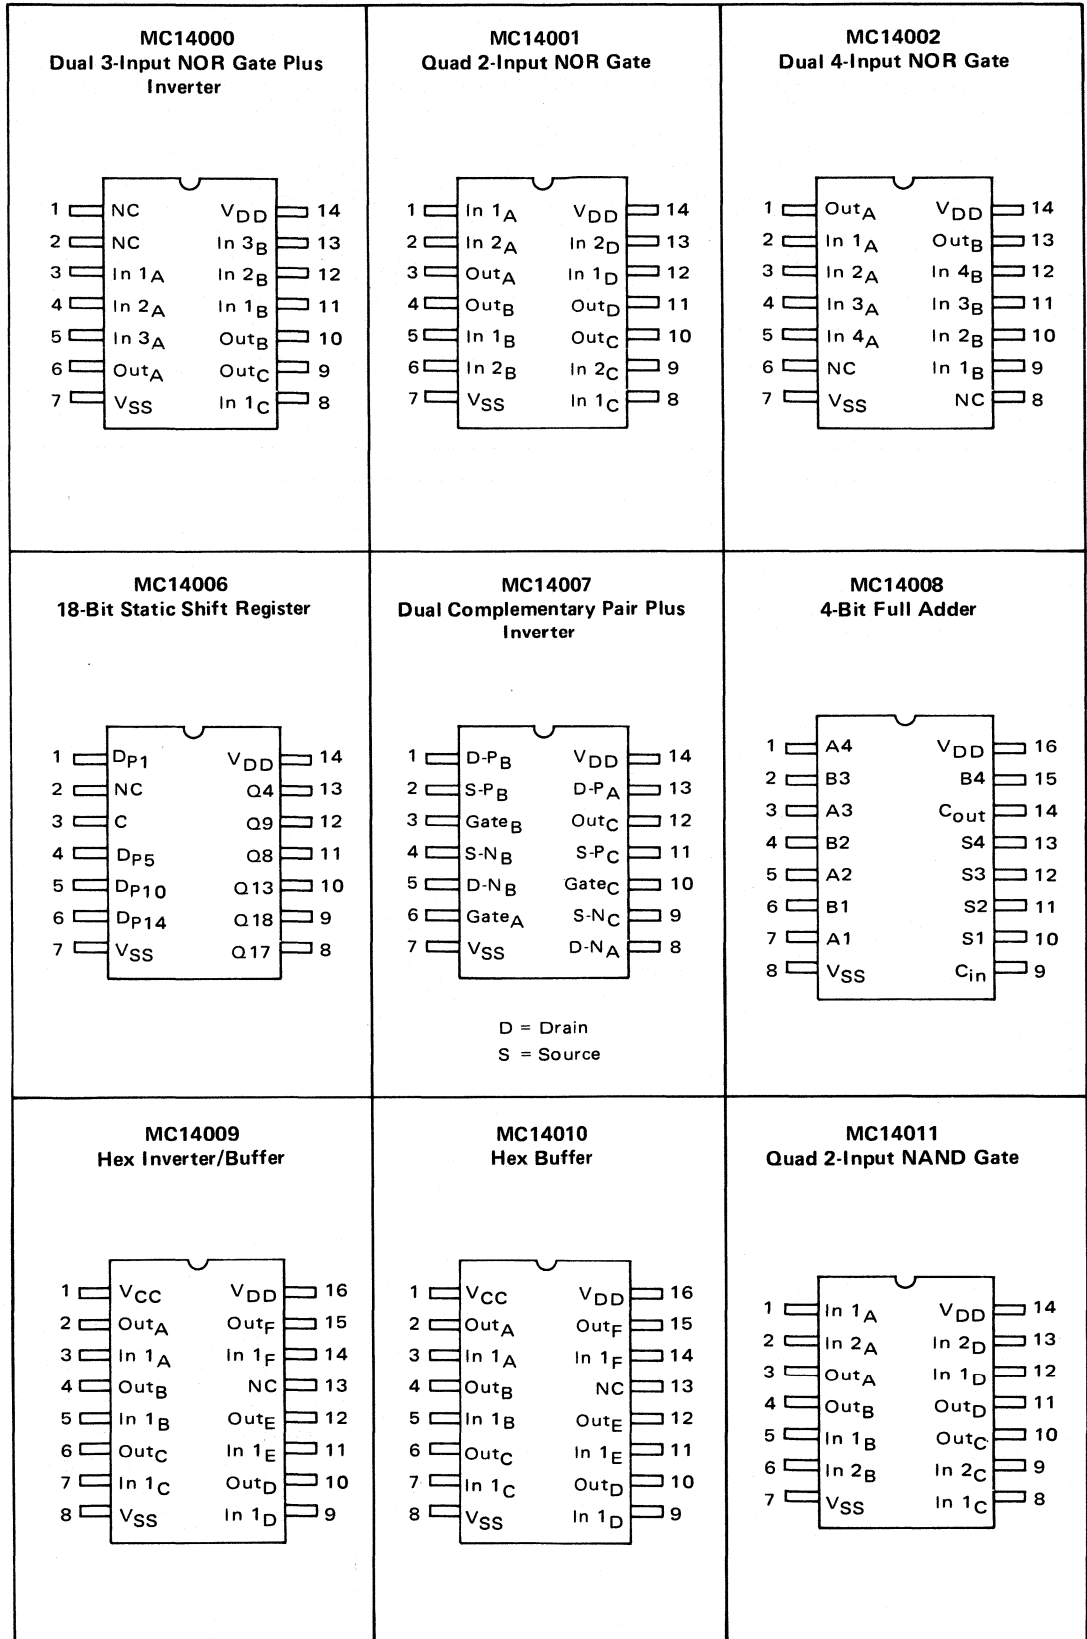 MC14000
Dual 3-Input NOR Gate Plus
Inverter
1 NC VDD 14
2 NC In 3B 13
3 In 1A In 2B 12
4 In 2A In 1B 11
5 In 3A OutB 10
6 OutA OutC 9
7 VSS In 1C 8
MC14001
Quad 2-Input NOR Gate
1 In 1A VDD 14
2 In 2A In 2D 13
3 OutA In 1D 12
4 OutB OutD 11
5 In 1B OutC 10
6 In 2B In 2C 9
7 VSS In 1C 8
MC14002
Dual 4-Input NOR Gate
1 OutA VDD 14
2 In 1A OutB 13
3 In 2A In 4B 12
4 In 3A In 3B 11
5 In 4A In 2B 10
6 NC In 1B 9
7 VSS NC 8
MC14006
18-Bit Static Shift Register
1 DP1 VDD 14
2 NC Q4 13
3 C Q9 12
4 DP5 Q8 11
5 DP10 Q13 10
6 DP14 Q18 9
7 VSS Q17 8
MC14007
Dual Complementary Pair Plus
Inverter
1 D-PB VDD 14
2 S-PB D-PA 13
3 GateB OutC 12
4 S-NB S-PC 11
5 D-NB GateC 10
6 GateA S-NC 9
7 VSS D-NA 8
D = Drain
S = Source
MC14008
4-Bit Full Adder
1 A4 VDD 16
2 B3 B4 15
3 A3 Cout 14
4 B2 S4 13
5 A2 S3 12
6 B1 S2 11
7 A1 S1 10
8 VSS Cin 9
MC14009
Hex Inverter/Buffer
1 VCC VDD 16
2 OutA OutF 15
3 In 1A In 1F 14
4 OutB NC 13
5 In 1B OutE 12
6 OutC In 1E 11
7 In 1C OutD 10
8 VSS In 1D 9
MC14010
Hex Buffer
1 VCC VDD 16
2 OutA OutF 15
3 In 1A In 1F 14
4 OutB NC 13
5 In 1B OutE 12
6 OutC In 1E 11
7 In 1C OutD 10
8 VSS In 1D 9
MC14011
Quad 2-Input NAND Gate
1 In 1A VDD 14
2 In 2A In 2D 13
3 OutA In 1D 12
4 OutB OutD 11
5 In 1B OutC 10
6 In 2B In 2C 9
7 VSS In 1C 8